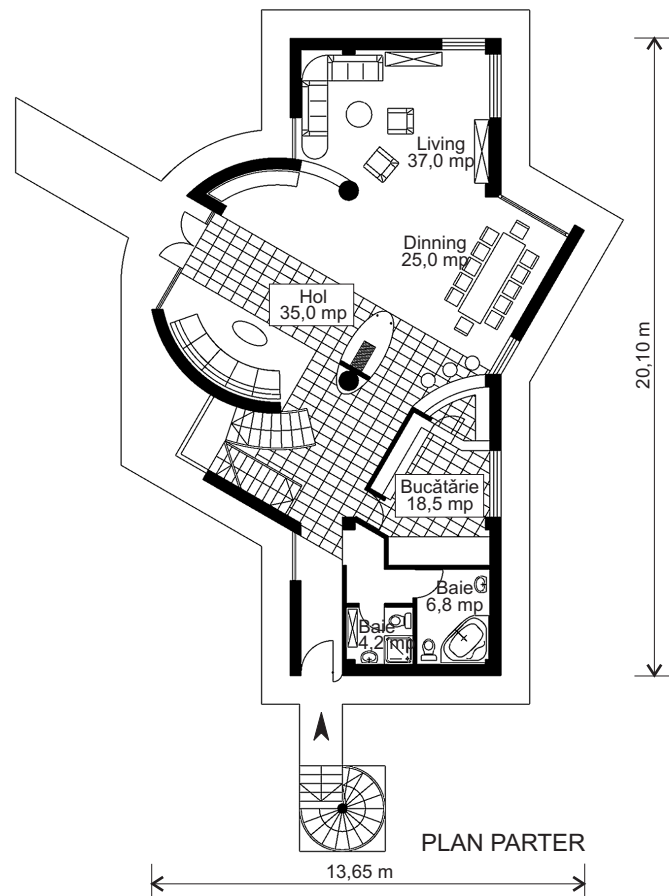 Living
37,0 mp
Dinning
25,0 mp
Hol
35,0 mp
20,10 m
Bucătărie
18,5 mp
Baie
6,8 mp
Baie
4,2 mp
PLAN PARTER
13,65 m